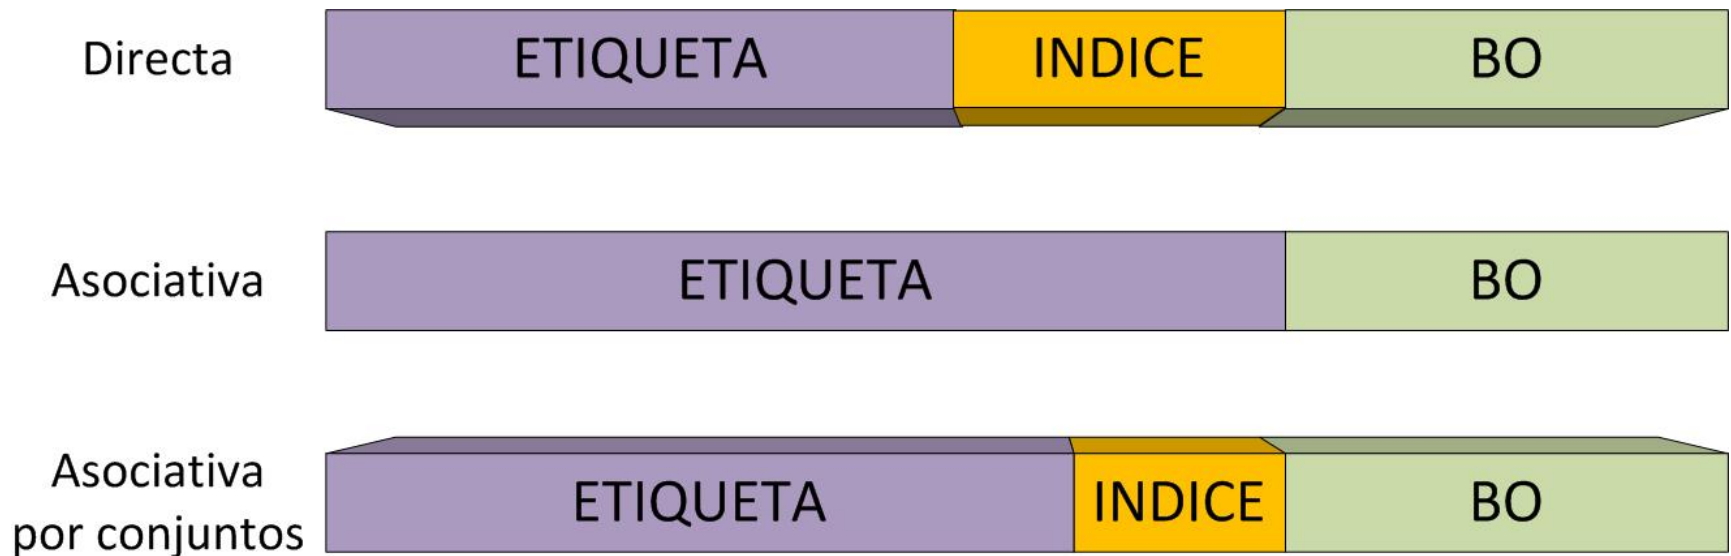 Directa ETIQUETA INDICE BO
Asociativa ETIQUETA BO
Asociativa
por conjuntos ETIQUETA INDICE BO